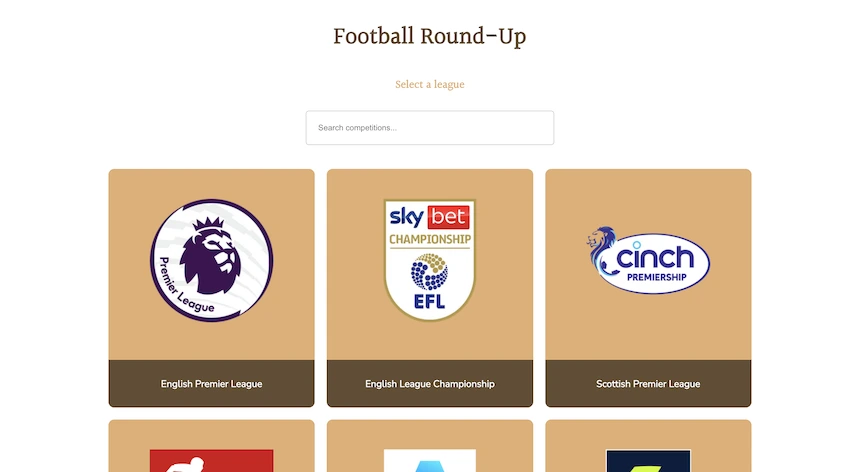 Football Round-Up
Select a league
Search competitions...
Premier League
sky bet
CHAMPIONSHIP
EFL
cinch
PREMIERSHIP
English Premier League
English League Championship
Scottish Premier League